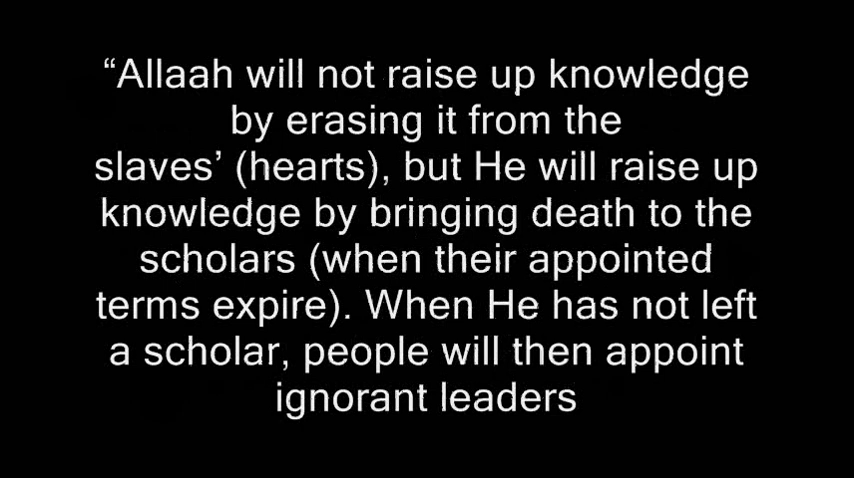 “Allaah will not raise up knowledge
by erasing it from the
slaves’ (hearts), but He will raise up
knowledge by bringing death to the
scholars (when their appointed
terms expire). When He has not left
a scholar, people will then appoint
ignorant leaders